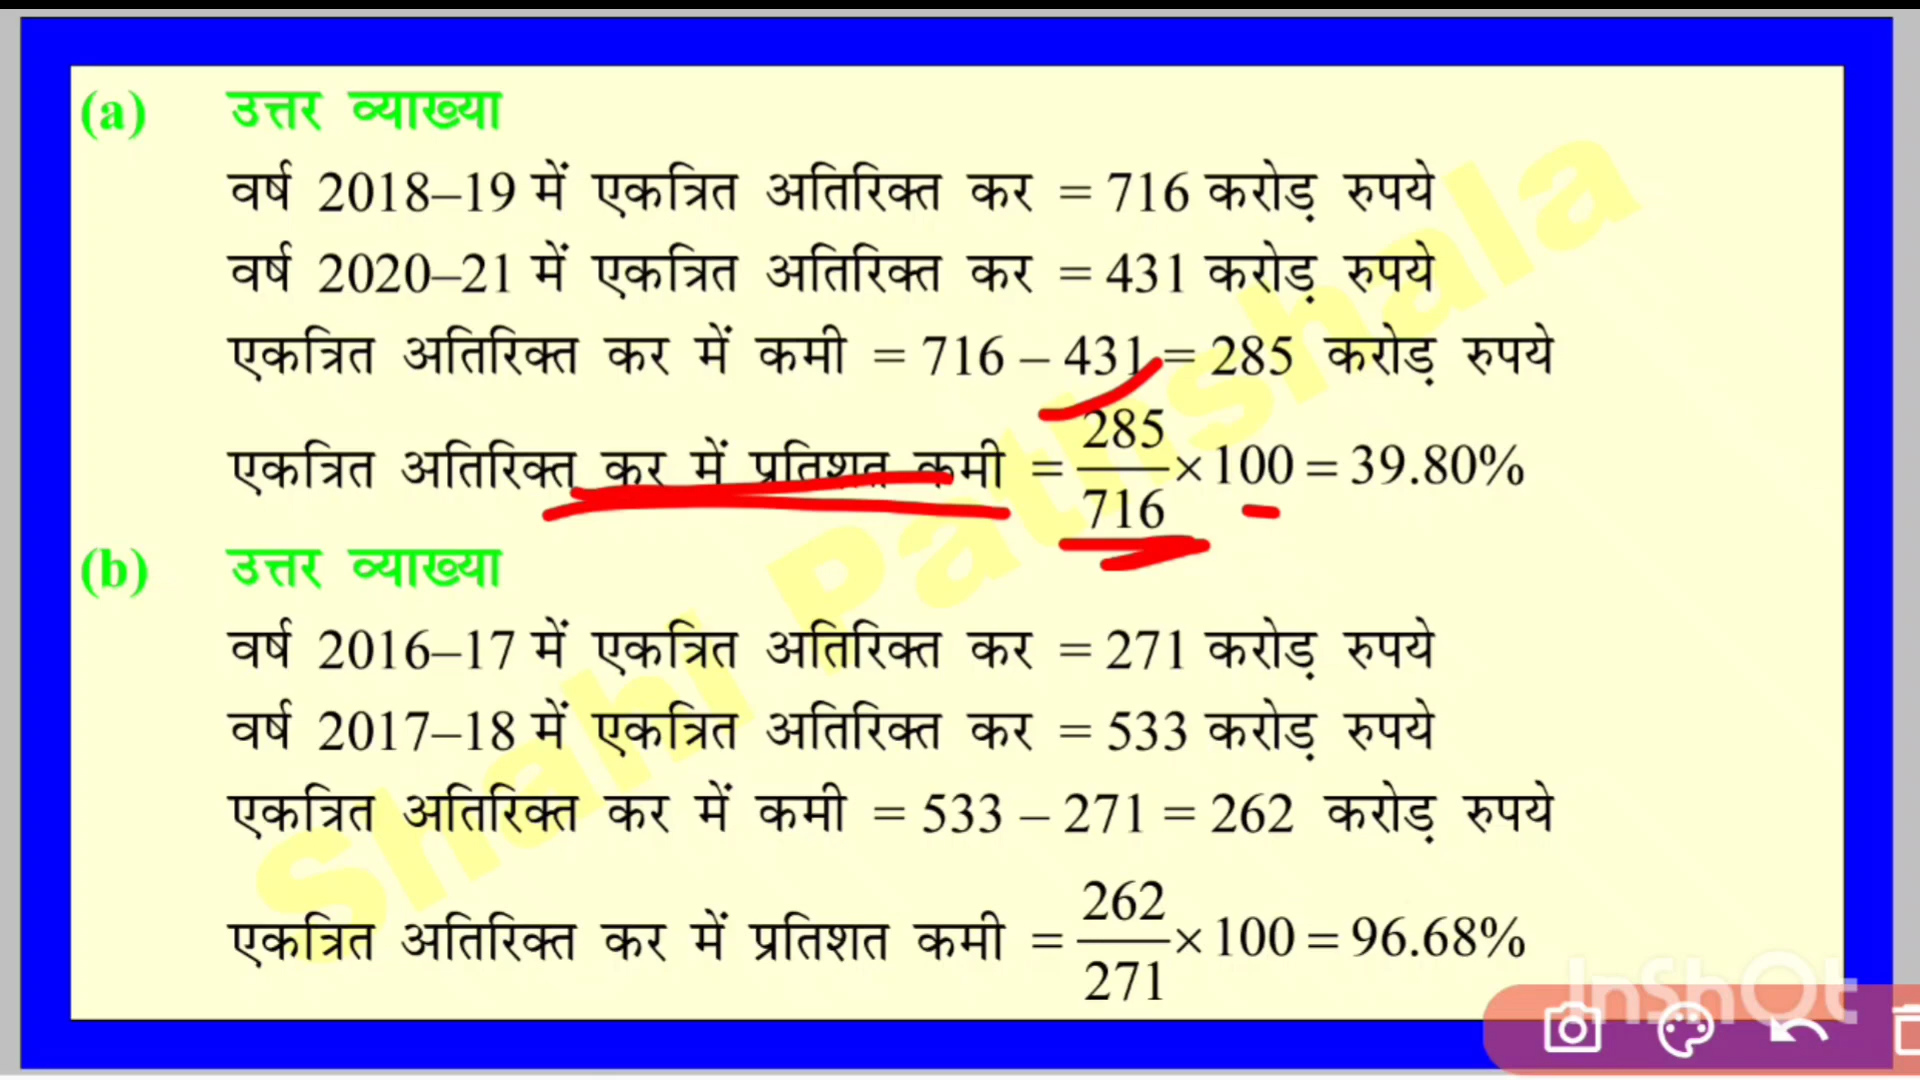 (a) उत्तर व्याख्या
वर्ष 2018–19 में एकत्रित अतिरिक्त कर = 716 करोड़ रुपये
वर्ष 2020–21 में एकत्रित अतिरिक्त कर = 431 करोड़ रुपये
एकत्रित अतिरिक्त कर में कमी = 716 – 431 = 285 करोड़ रुपये
एकत्रित अतिरिक्त कर में प्रतिशत कमी = 285/716 × 100 = 39.80%
(b) उत्तर व्याख्या
वर्ष 2016–17 में एकत्रित अतिरिक्त कर = 271 करोड़ रुपये
वर्ष 2017–18 में एकत्रित अतिरिक्त कर = 533 करोड़ रुपये
एकत्रित अतिरिक्त कर में कमी = 533 – 271 = 262 करोड़ रुपये
एकत्रित अतिरिक्त कर में प्रतिशत कमी = 262/271 × 100 = 96.68%
Shahi Pathshala
InShOt